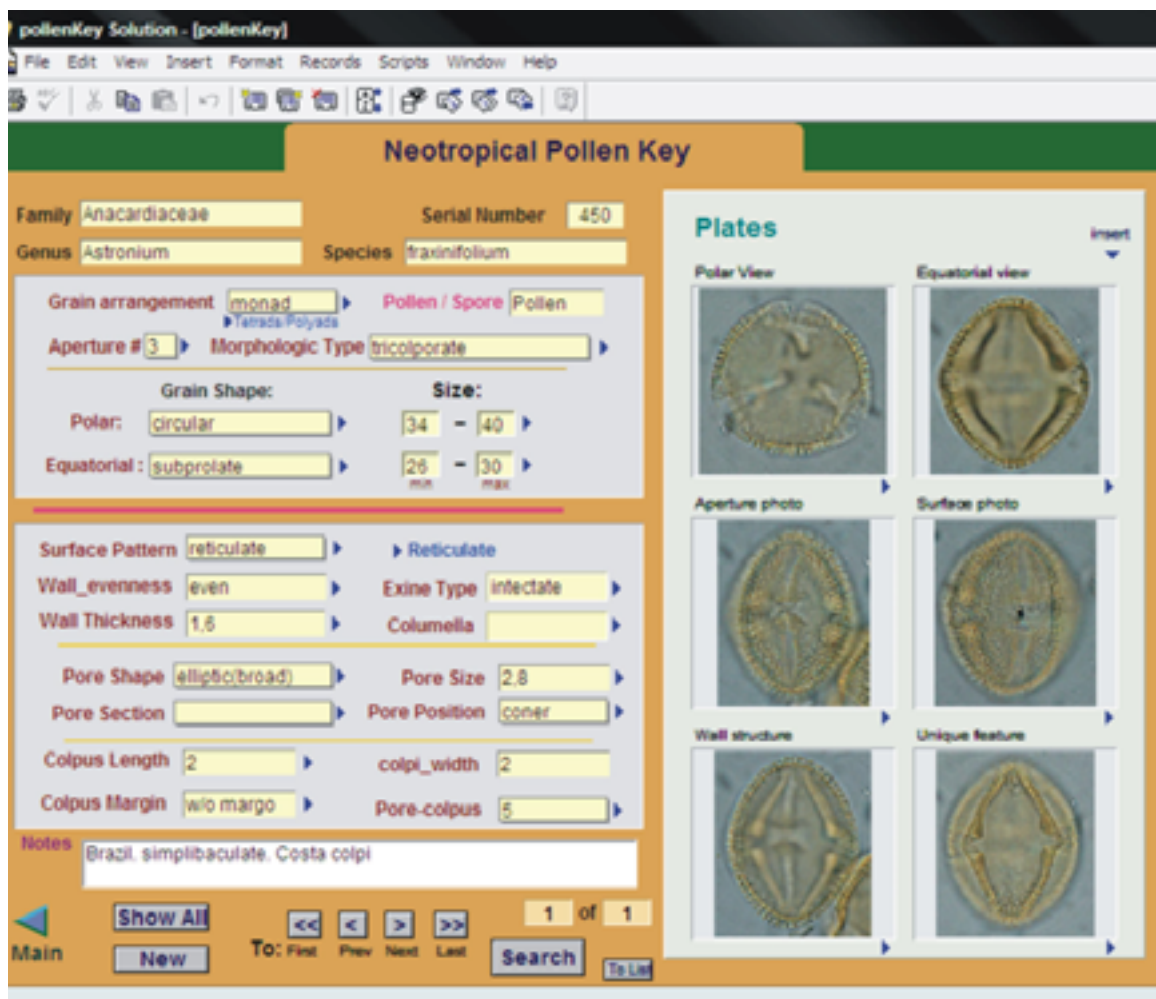 pollenKey Solution - [pollenKey]
File Edit View Insert Format Records Scripts Window Help
Neotropical Pollen Key
Family Anacardiaceae Serial Number 450
Genus Astronium Species fraxinifolium
Grain arrangement monad Pollen / Spore Pollen
Tetrads/Polyads
Aperture # 3 Morphologic Type tricolporate
Grain Shape: Size:
Polar: circular 34 - 40
Equatorial : subprolate 26 - 30
min max
Surface Pattern reticulate Reticulate
Wall_evenness even Exine Type intectate
Wall Thickness 1,6 Columella
Pore Shape elliptic(broad) Pore Size 2,8
Pore Section Pore Position coner
Colpus Length 2 colpi_width 2
Colpus Margin w/o margo Pore-colpus 5
Notes Brazil, simplibaculate, Costa colpi
Show All
1 of 1
<< < > >>
Main New To: First Prev Next Last Search To List
Plates
insert
Polar View Equatorial view
Aperture photo Surface photo
Wall structure Unique feature